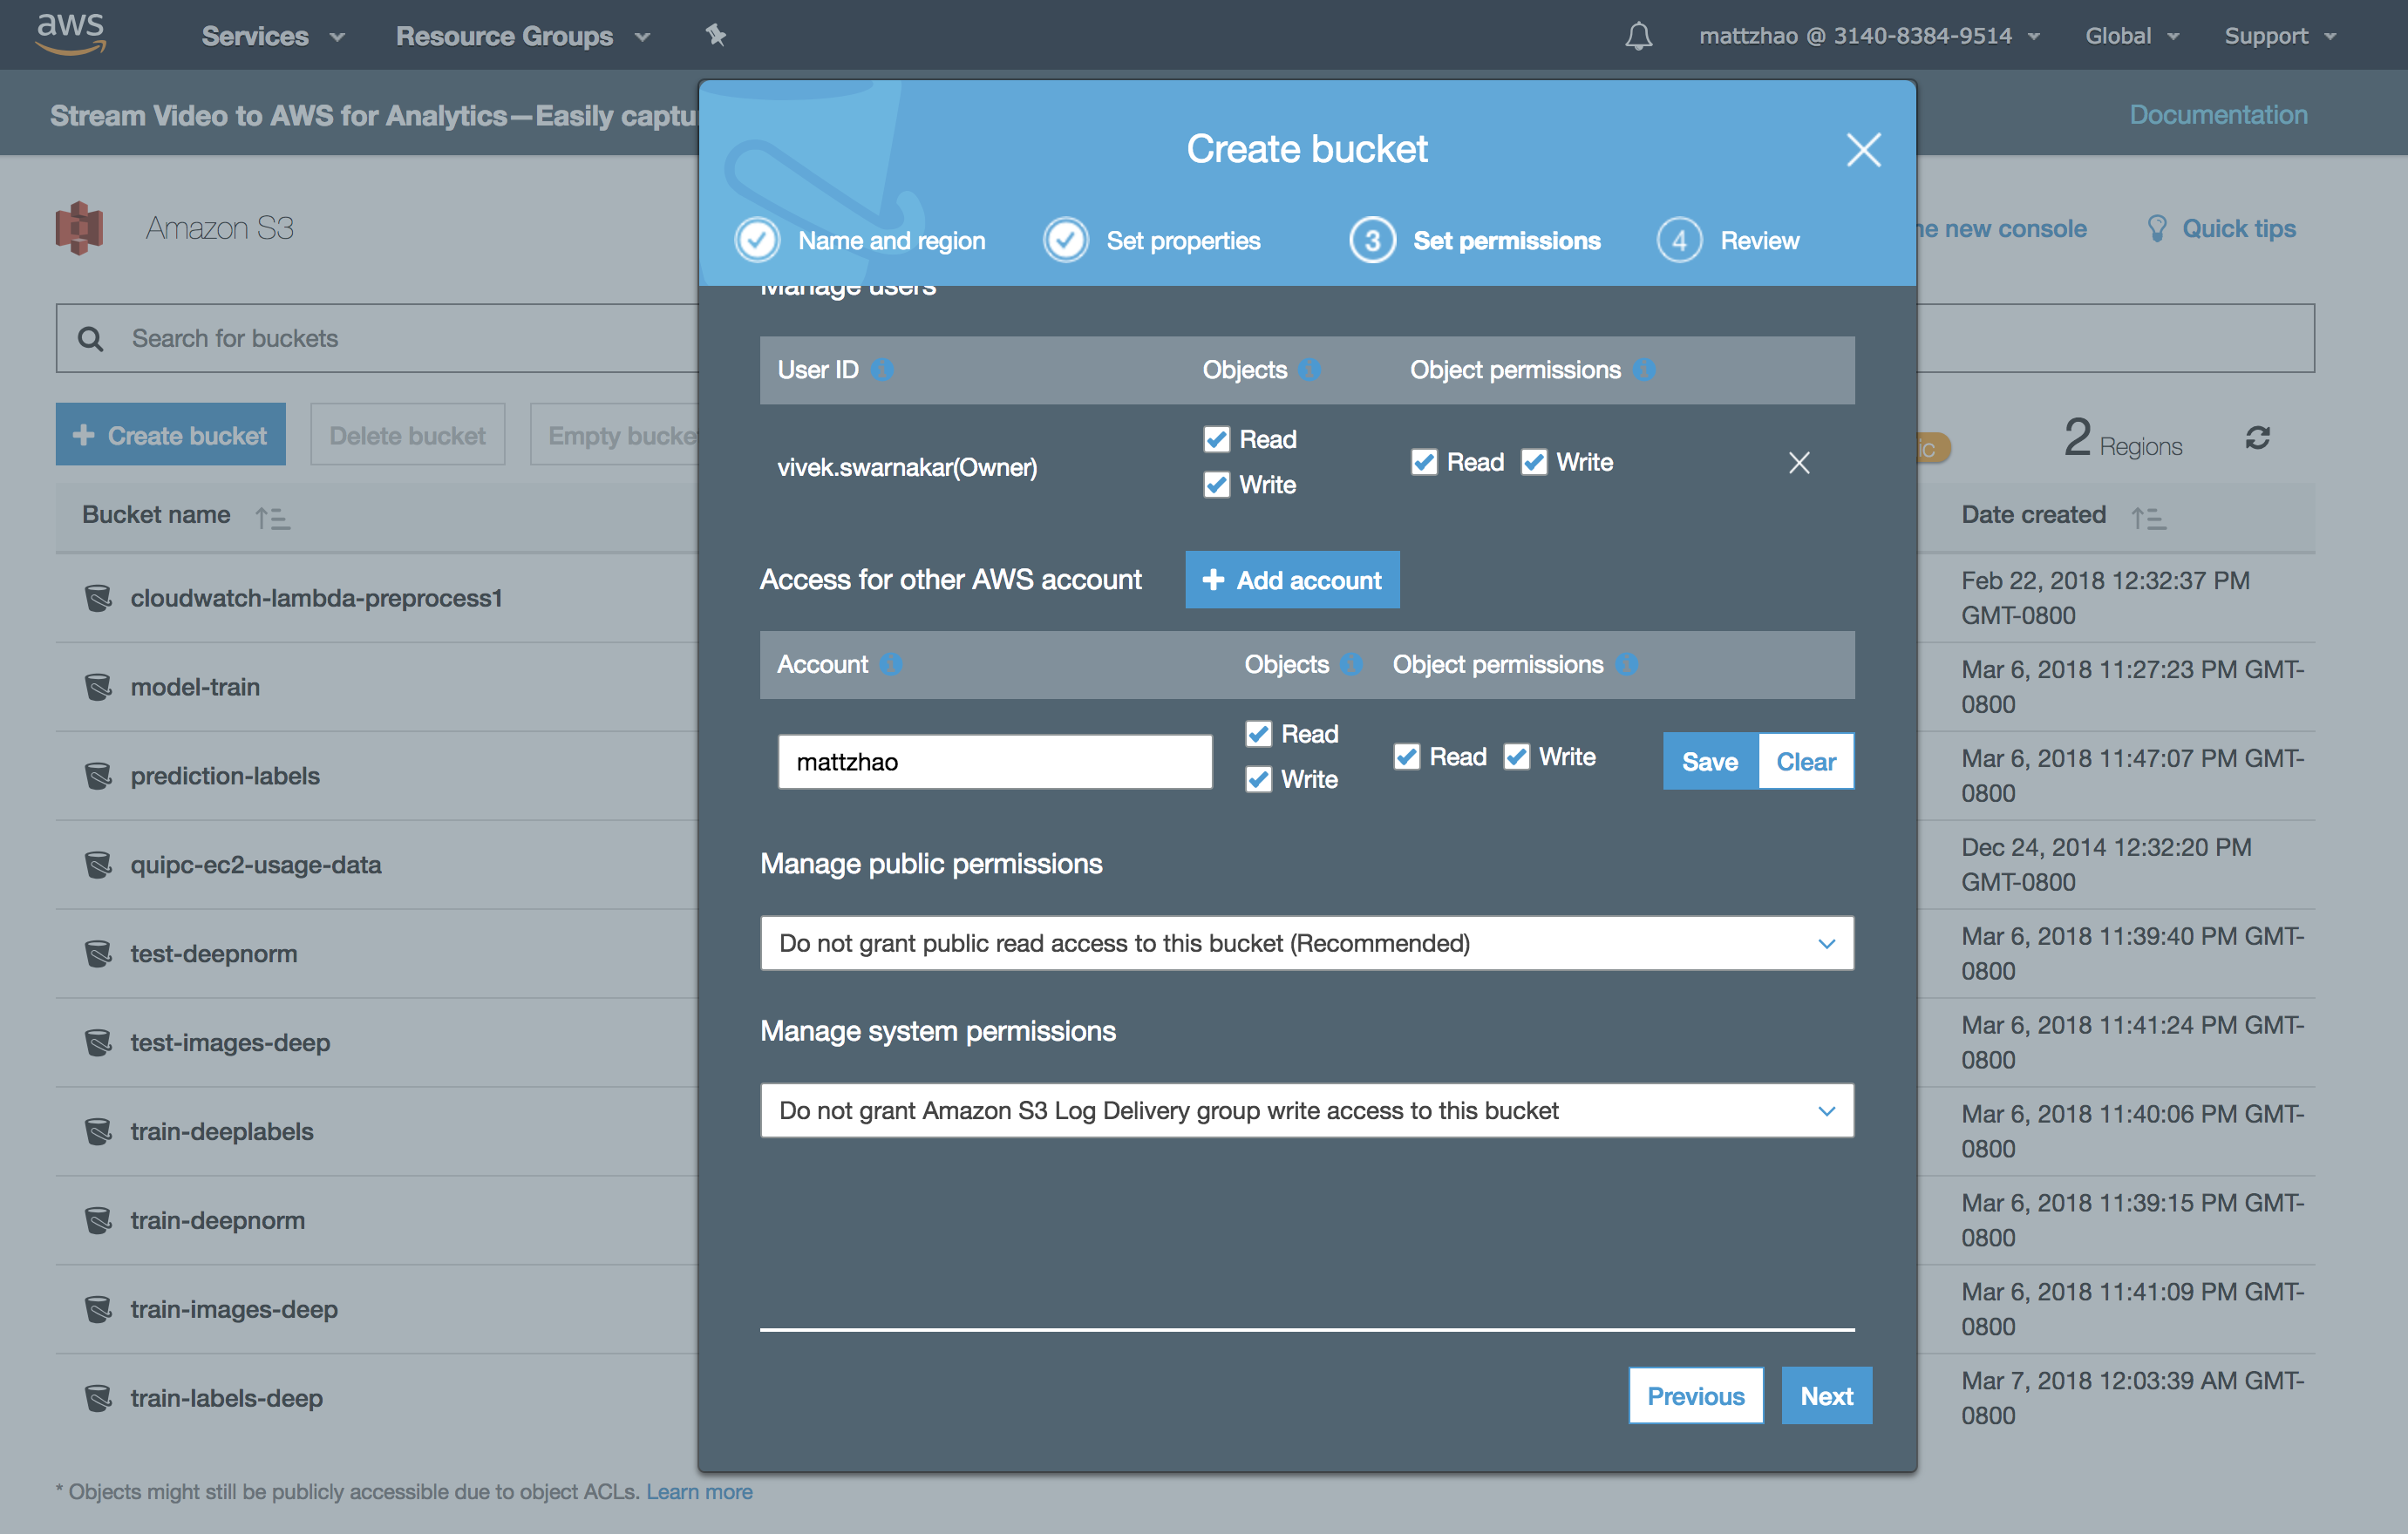 aws
Services
Resource Groups
mattzhao @ 3140-8384-9514
Global
Support
Stream Video to AWS for Analytics—Easily captu
Documentation
Amazon S3
he new console
Quick tips
Search for buckets
Create bucket
Delete bucket
Empty bucke
ic
2 Regions
Bucket name
Date created
cloudwatch-lambda-preprocess1
Feb 22, 2018 12:32:37 PM
GMT-0800
model-train
Mar 6, 2018 11:27:23 PM GMT-
0800
prediction-labels
Mar 6, 2018 11:47:07 PM GMT-
0800
quipc-ec2-usage-data
Dec 24, 2014 12:32:20 PM
GMT-0800
test-deepnorm
Mar 6, 2018 11:39:40 PM GMT-
0800
test-images-deep
Mar 6, 2018 11:41:24 PM GMT-
0800
train-deeplabels
Mar 6, 2018 11:40:06 PM GMT-
0800
train-deepnorm
Mar 6, 2018 11:39:15 PM GMT-
0800
train-images-deep
Mar 6, 2018 11:41:09 PM GMT-
0800
train-labels-deep
Mar 7, 2018 12:03:39 AM GMT-
0800
* Objects might still be publicly accessible due to object ACLs. Learn more
Create bucket
Name and region
Set properties
3 Set permissions
4 Review
Manage users
User ID
Objects
Object permissions
vivek.swarnakar(Owner)
Read
Write
Read
Write
Access for other AWS account
Add account
Account
Objects
Object permissions
mattzhao
Read
Write
Read
Write
Save
Clear
Manage public permissions
Do not grant public read access to this bucket (Recommended)
Manage system permissions
Do not grant Amazon S3 Log Delivery group write access to this bucket
Previous
Next